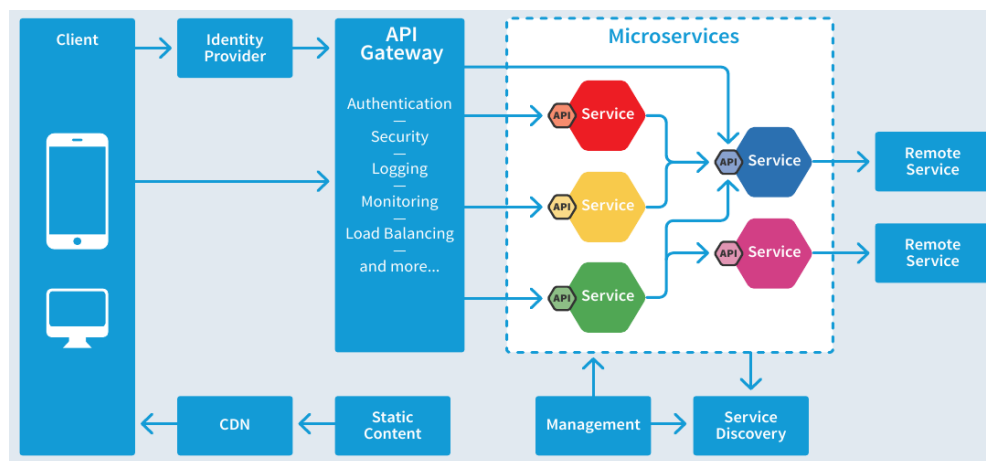 Client
Identity
Provider
API
Gateway
Authentication
Security
Logging
Monitoring
Load Balancing
and more...
Microservices
API
Service
API
Service
API
Service
API
Service
API
Service
Remote
Service
Remote
Service
CDN
Static
Content
Management
Service
Discovery